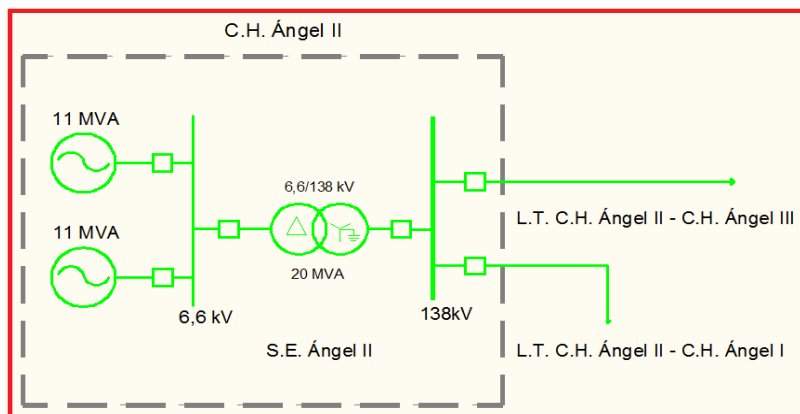 C.H. Ángel II
11 MVA
6,6/138 kV
L.T. C.H. Ángel II - C.H. Ángel III
11 MVA
20 MVA
6,6 kV
138kV
S.E. Ángel II
L.T. C.H. Ángel II - C.H. Ángel I